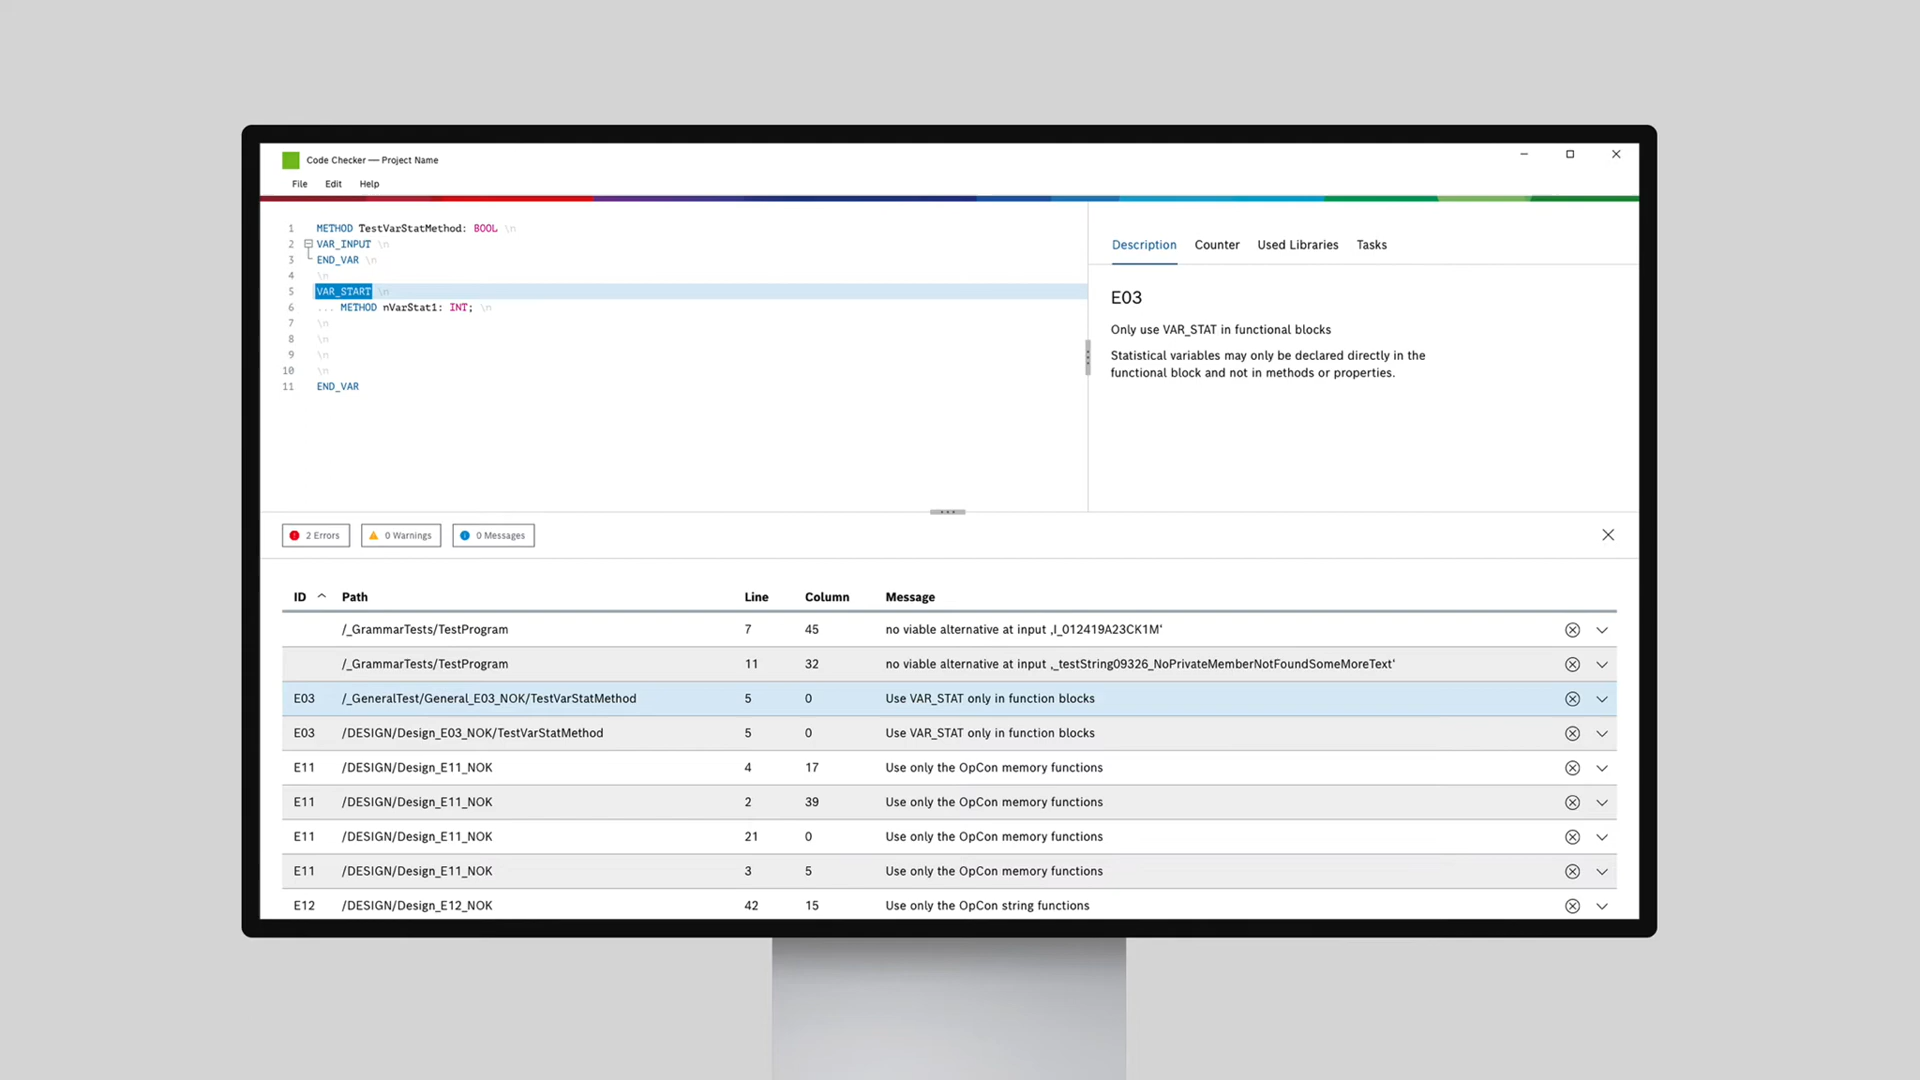 Code Checker — Project Name
File Edit Help
1 METHOD TestVarStatMethod: BOOL \n
2 VAR_INPUT \n
3 END_VAR \n
4 \n
5 VAR_START \n
6 ... METHOD nVarStat1: INT; \n
7 \n
8 \n
9 \n
10 \n
11 END_VAR
Description Counter Used Libraries Tasks
E03
Only use VAR_STAT in functional blocks
Statistical variables may only be declared directly in the
functional block and not in methods or properties.
2 Errors 0 Warnings 0 Messages
ID Path Line Column Message
/_GrammarTests/TestProgram 7 45 no viable alternative at input ‚I_012419A23CK1M'
/_GrammarTests/TestProgram 11 32 no viable alternative at input ‚_testString09326_NoPrivateMemberNotFoundSomeMoreText'
E03 /_GeneralTest/General_E03_NOK/TestVarStatMethod 5 0 Use VAR_STAT only in function blocks
E03 /DESIGN/Design_E03_NOK/TestVarStatMethod 5 0 Use VAR_STAT only in function blocks
E11 /DESIGN/Design_E11_NOK 4 17 Use only the OpCon memory functions
E11 /DESIGN/Design_E11_NOK 2 39 Use only the OpCon memory functions
E11 /DESIGN/Design_E11_NOK 21 0 Use only the OpCon memory functions
E11 /DESIGN/Design_E11_NOK 3 5 Use only the OpCon memory functions
E12 /DESIGN/Design_E12_NOK 42 15 Use only the OpCon string functions